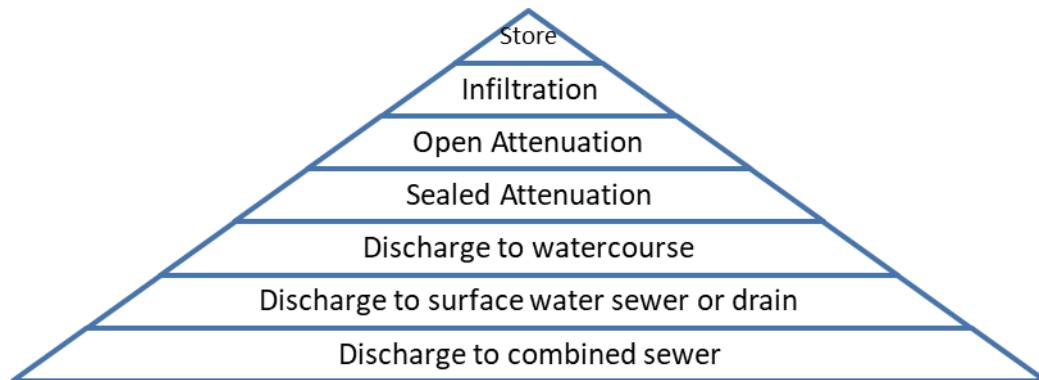 Store
Infiltration
Open Attenuation
Sealed Attenuation
Discharge to watercourse
Discharge to surface water sewer or drain
Discharge to combined sewer